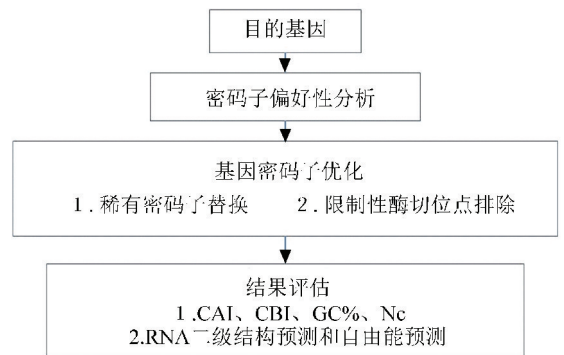 目的基因
密码子偏好性分析
基因密码子优化
1.稀有密码子替换 2.限制性酶切位点排除
结果评估
1.CAI、CBI、GC%、Nc
2.RNA二级结构预测和自由能预测